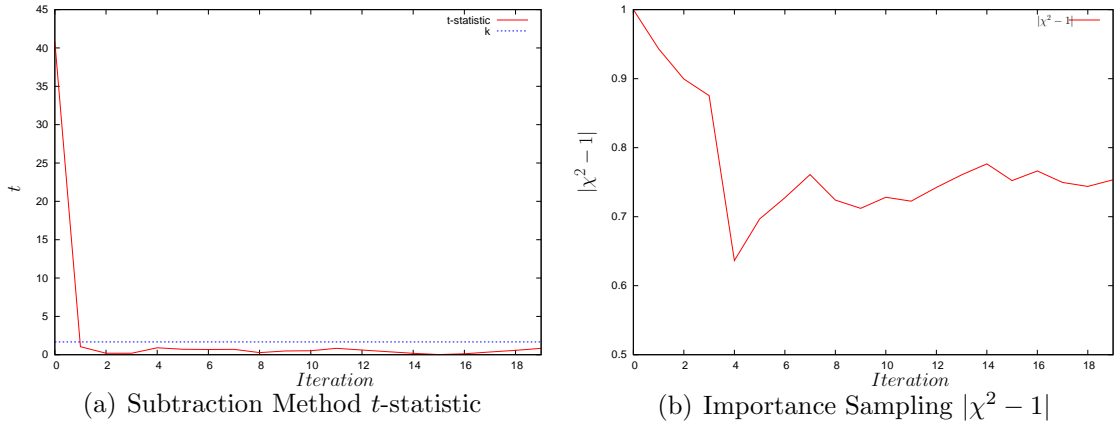 45
40
35
30
25
20
15
10
5
0
t
t-statistic
k
0 2 4 6 8 10 12 14 16 18
Iteration
(a) Subtraction Method t-statistic
1
0.9
0.8
0.7
0.6
0.5
|χ² − 1|
|χ² − 1|
0 2 4 6 8 10 12 14 16 18
Iteration
(b) Importance Sampling |χ² − 1|